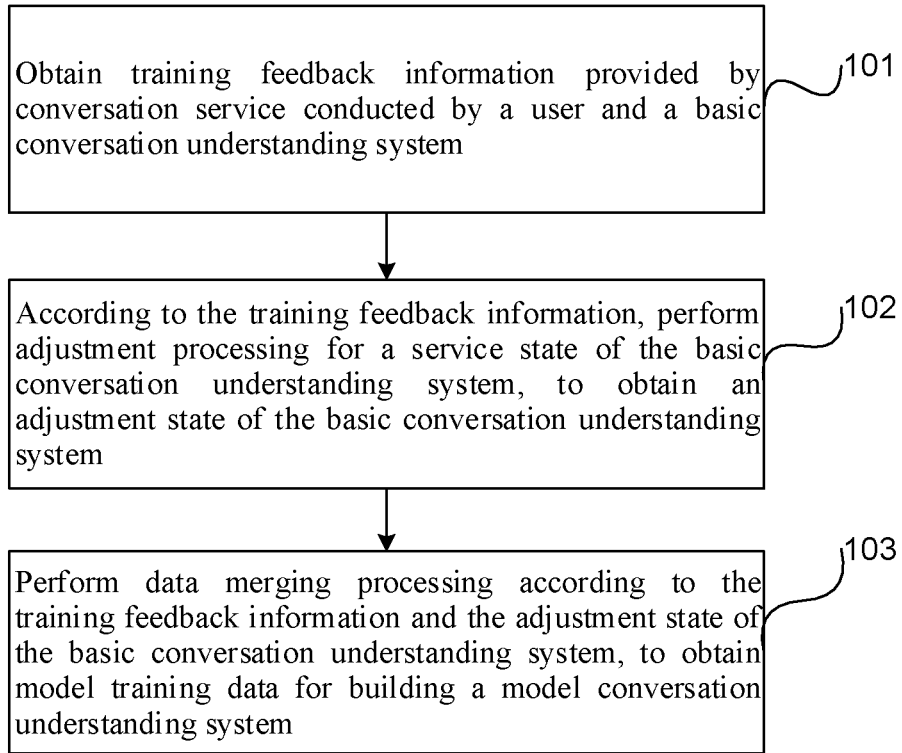 Obtain training feedback information provided by
conversation service conducted by a user and a basic
conversation understanding system
101
According to the training feedback information, perform
adjustment processing for a service state of the basic
conversation understanding system, to obtain an
adjustment state of the basic conversation understanding
system
102
Perform data merging processing according to the
training feedback information and the adjustment state of
the basic conversation understanding system, to obtain
model training data for building a model conversation
understanding system
103